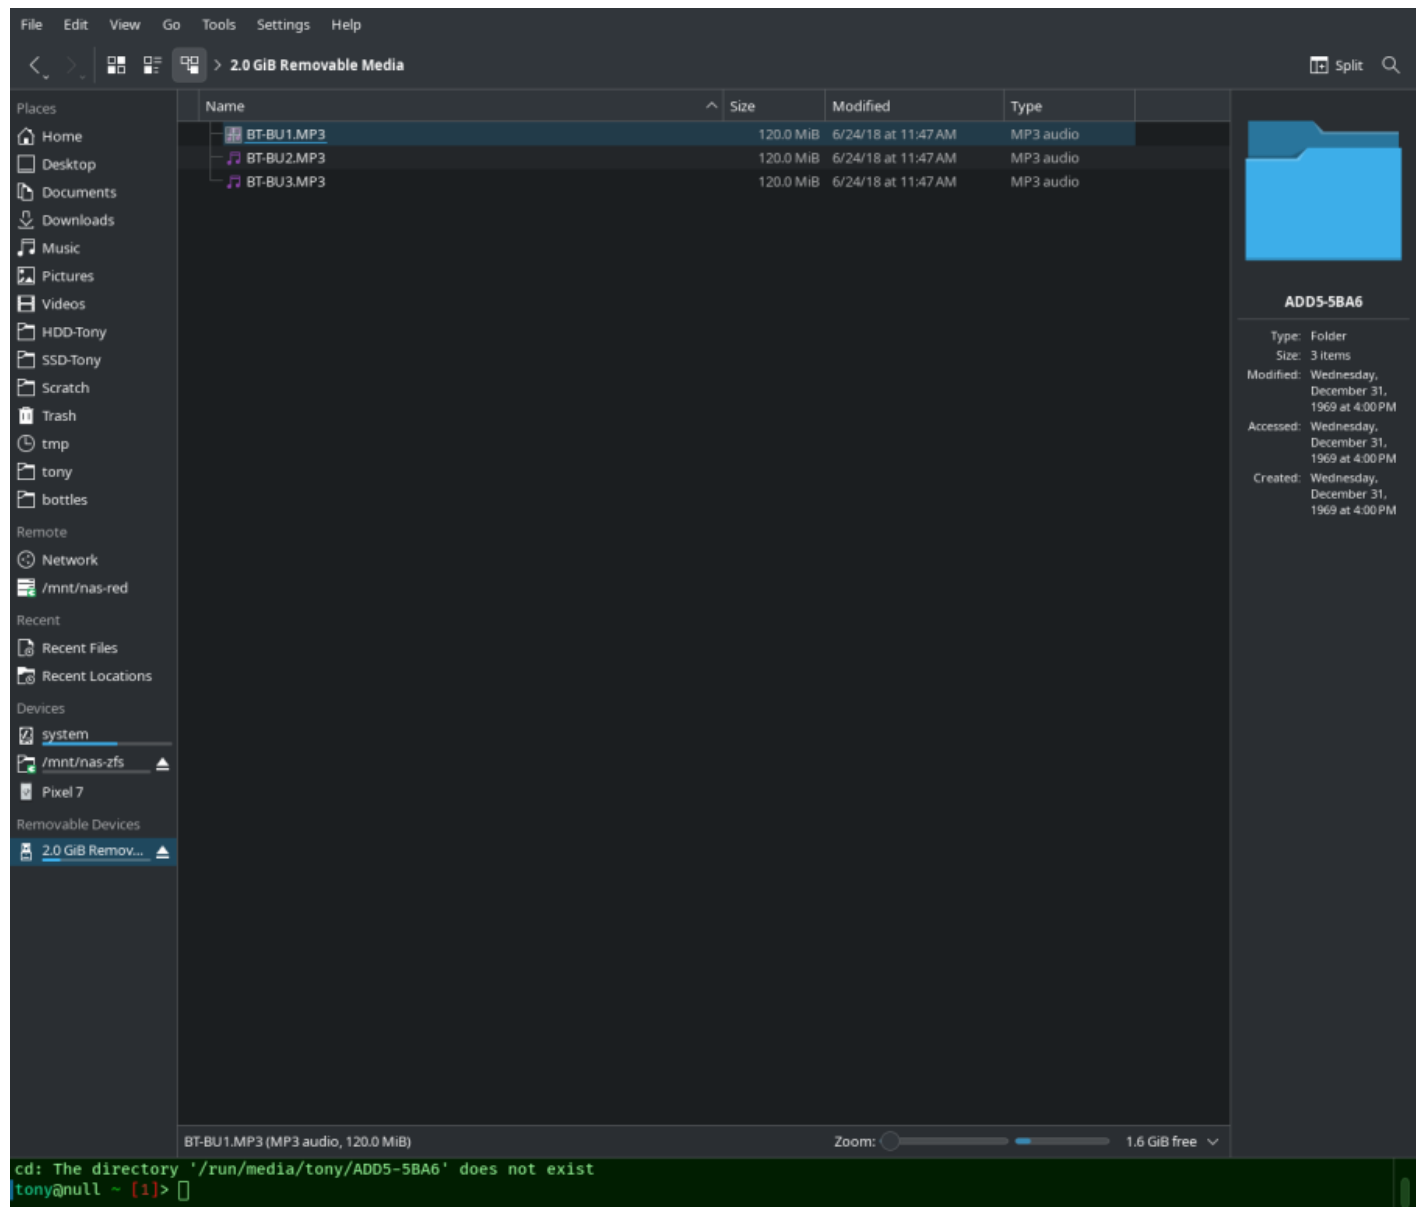 File Edit View Go Tools Settings Help
> 2.0 GiB Removable Media
Split
Places
Home
Desktop
Documents
Downloads
Music
Pictures
Videos
HDD-Tony
SSD-Tony
Scratch
Trash
tmp
tony
bottles
Remote
Network
/mnt/nas-red
Recent
Recent Files
Recent Locations
Devices
system
/mnt/nas-zfs
Pixel 7
Removable Devices
2.0 GiB Remov...
Name Size Modified Type
BT-BU1.MP3 120.0 MiB 6/24/18 at 11:47 AM MP3 audio
BT-BU2.MP3 120.0 MiB 6/24/18 at 11:47 AM MP3 audio
BT-BU3.MP3 120.0 MiB 6/24/18 at 11:47 AM MP3 audio
ADD5-5BA6
Type: Folder
Size: 3 items
Modified: Wednesday,
December 31,
1969 at 4:00 PM
Accessed: Wednesday,
December 31,
1969 at 4:00 PM
Created: Wednesday,
December 31,
1969 at 4:00 PM
BT-BU1.MP3 (MP3 audio, 120.0 MiB) Zoom: 1.6 GiB free
cd: The directory '/run/media/tony/ADD5-5BA6' does not exist
tony@null ~ [1]>